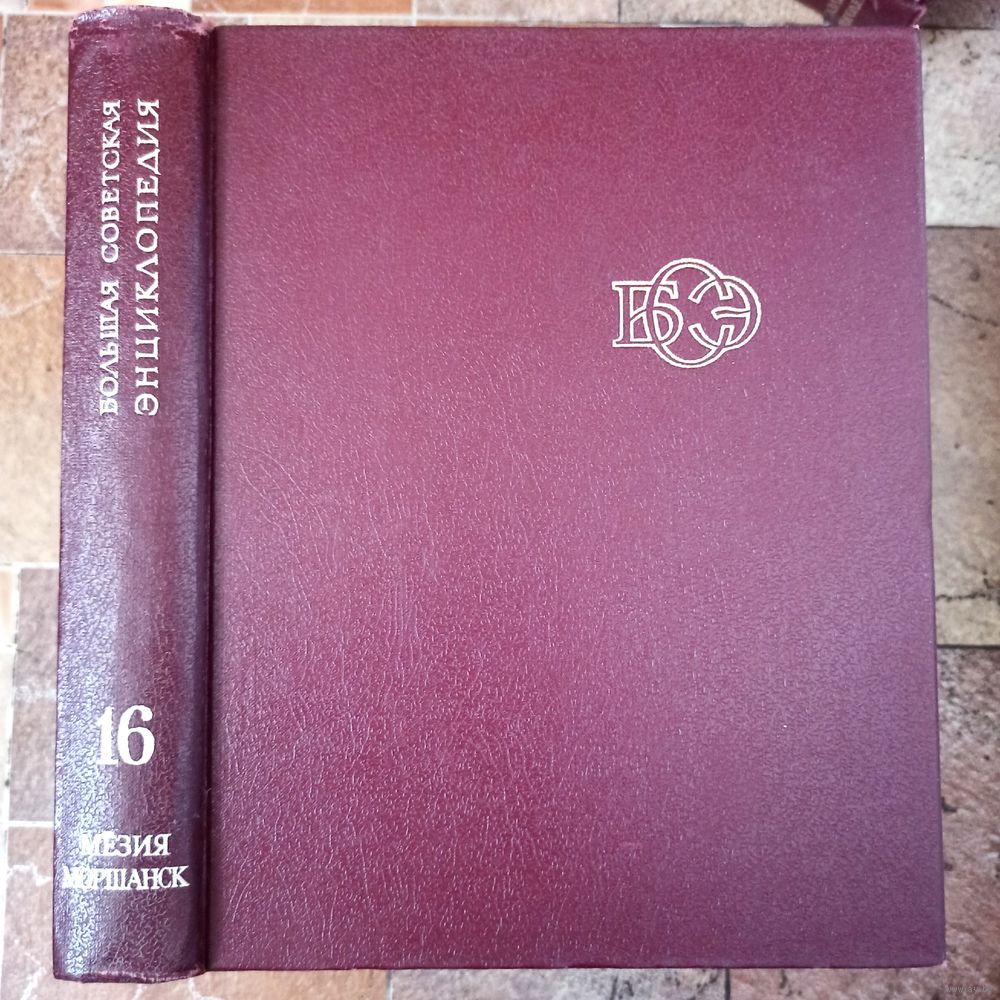 БОЛЬШАЯ СОВЕТСКАЯ
ЭНЦИКЛОПЕДИЯ
16
МЕЗИЯ
МОРШАНСК
БСЭ